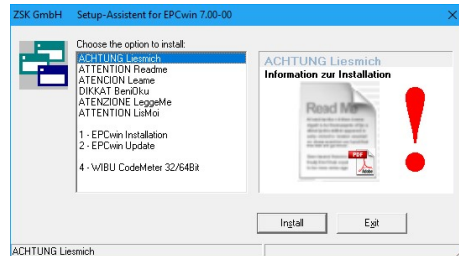 ZSK GmbH Setup-Assistent for EPCwin 7.00-00
Choose the option to install:
ACHTUNG Liesmich
ATTENTION Readme
ATENCION Leame
DIKKAT BeniOku
ATENZIONE LeggeMe
ATTENTION LisMoi
1 - EPCwin Installation
2 - EPCwin Update
4 - WIBU CodeMeter 32/64Bit
ACHTUNG Liesmich
Information zur Installation
Read Me
PDF
Adobe
Install
Exit
ACHTUNG Liesmich